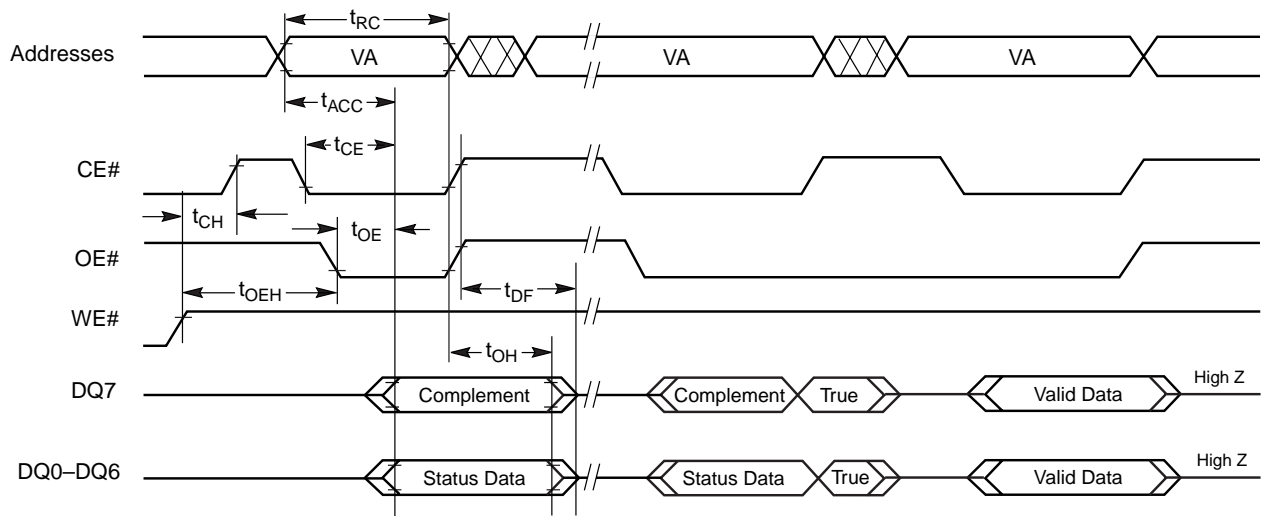 tRC
Addresses VA VA VA
tACC
tCE
CE#
tCH tOE
OE#
tOEH tDF
WE#
tOH
DQ7 Complement Complement True Valid Data High Z
DQ0–DQ6 Status Data Status Data True Valid Data High Z